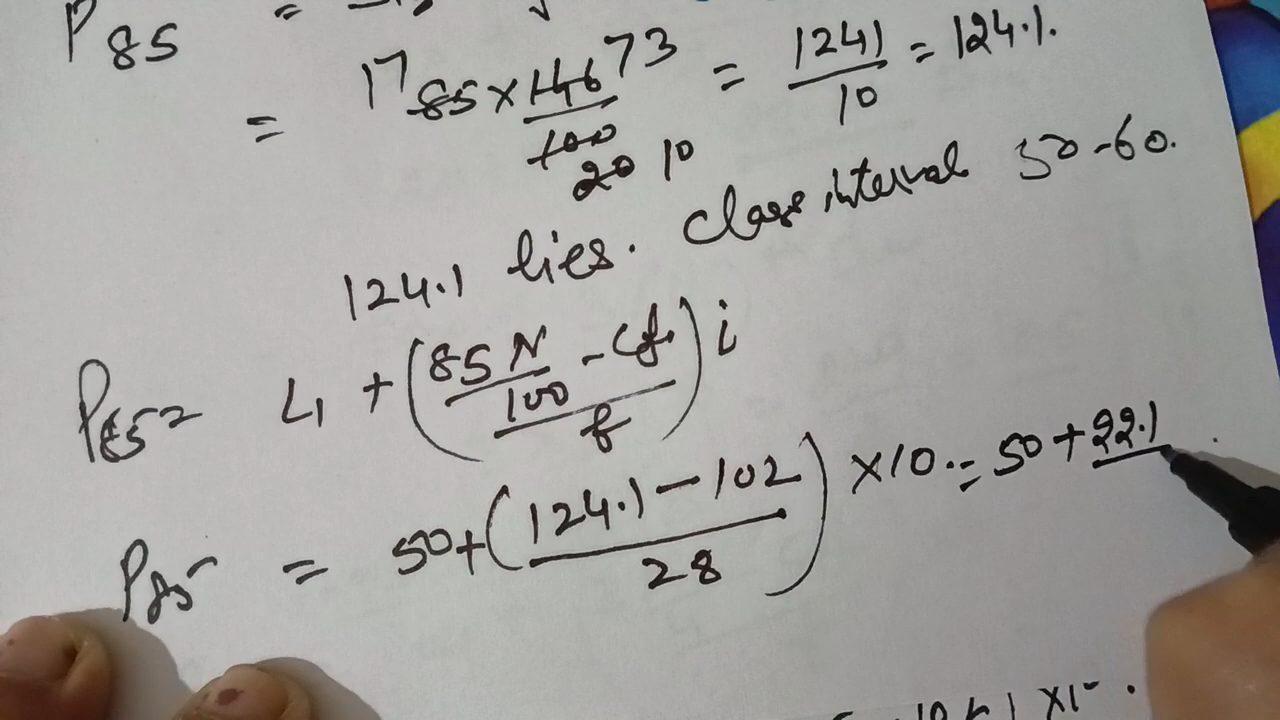 P85 =
= 17 85 × 146 73 / 100 20 10 = 1241 / 10 = 124.1.
124.1 lies. Class interval 50-60.
P85 = L1 + (85 N / 100 - Cf. / f) i
P85 = 50 + (124.1 - 102 / 28) × 10. = 50 + 22.1